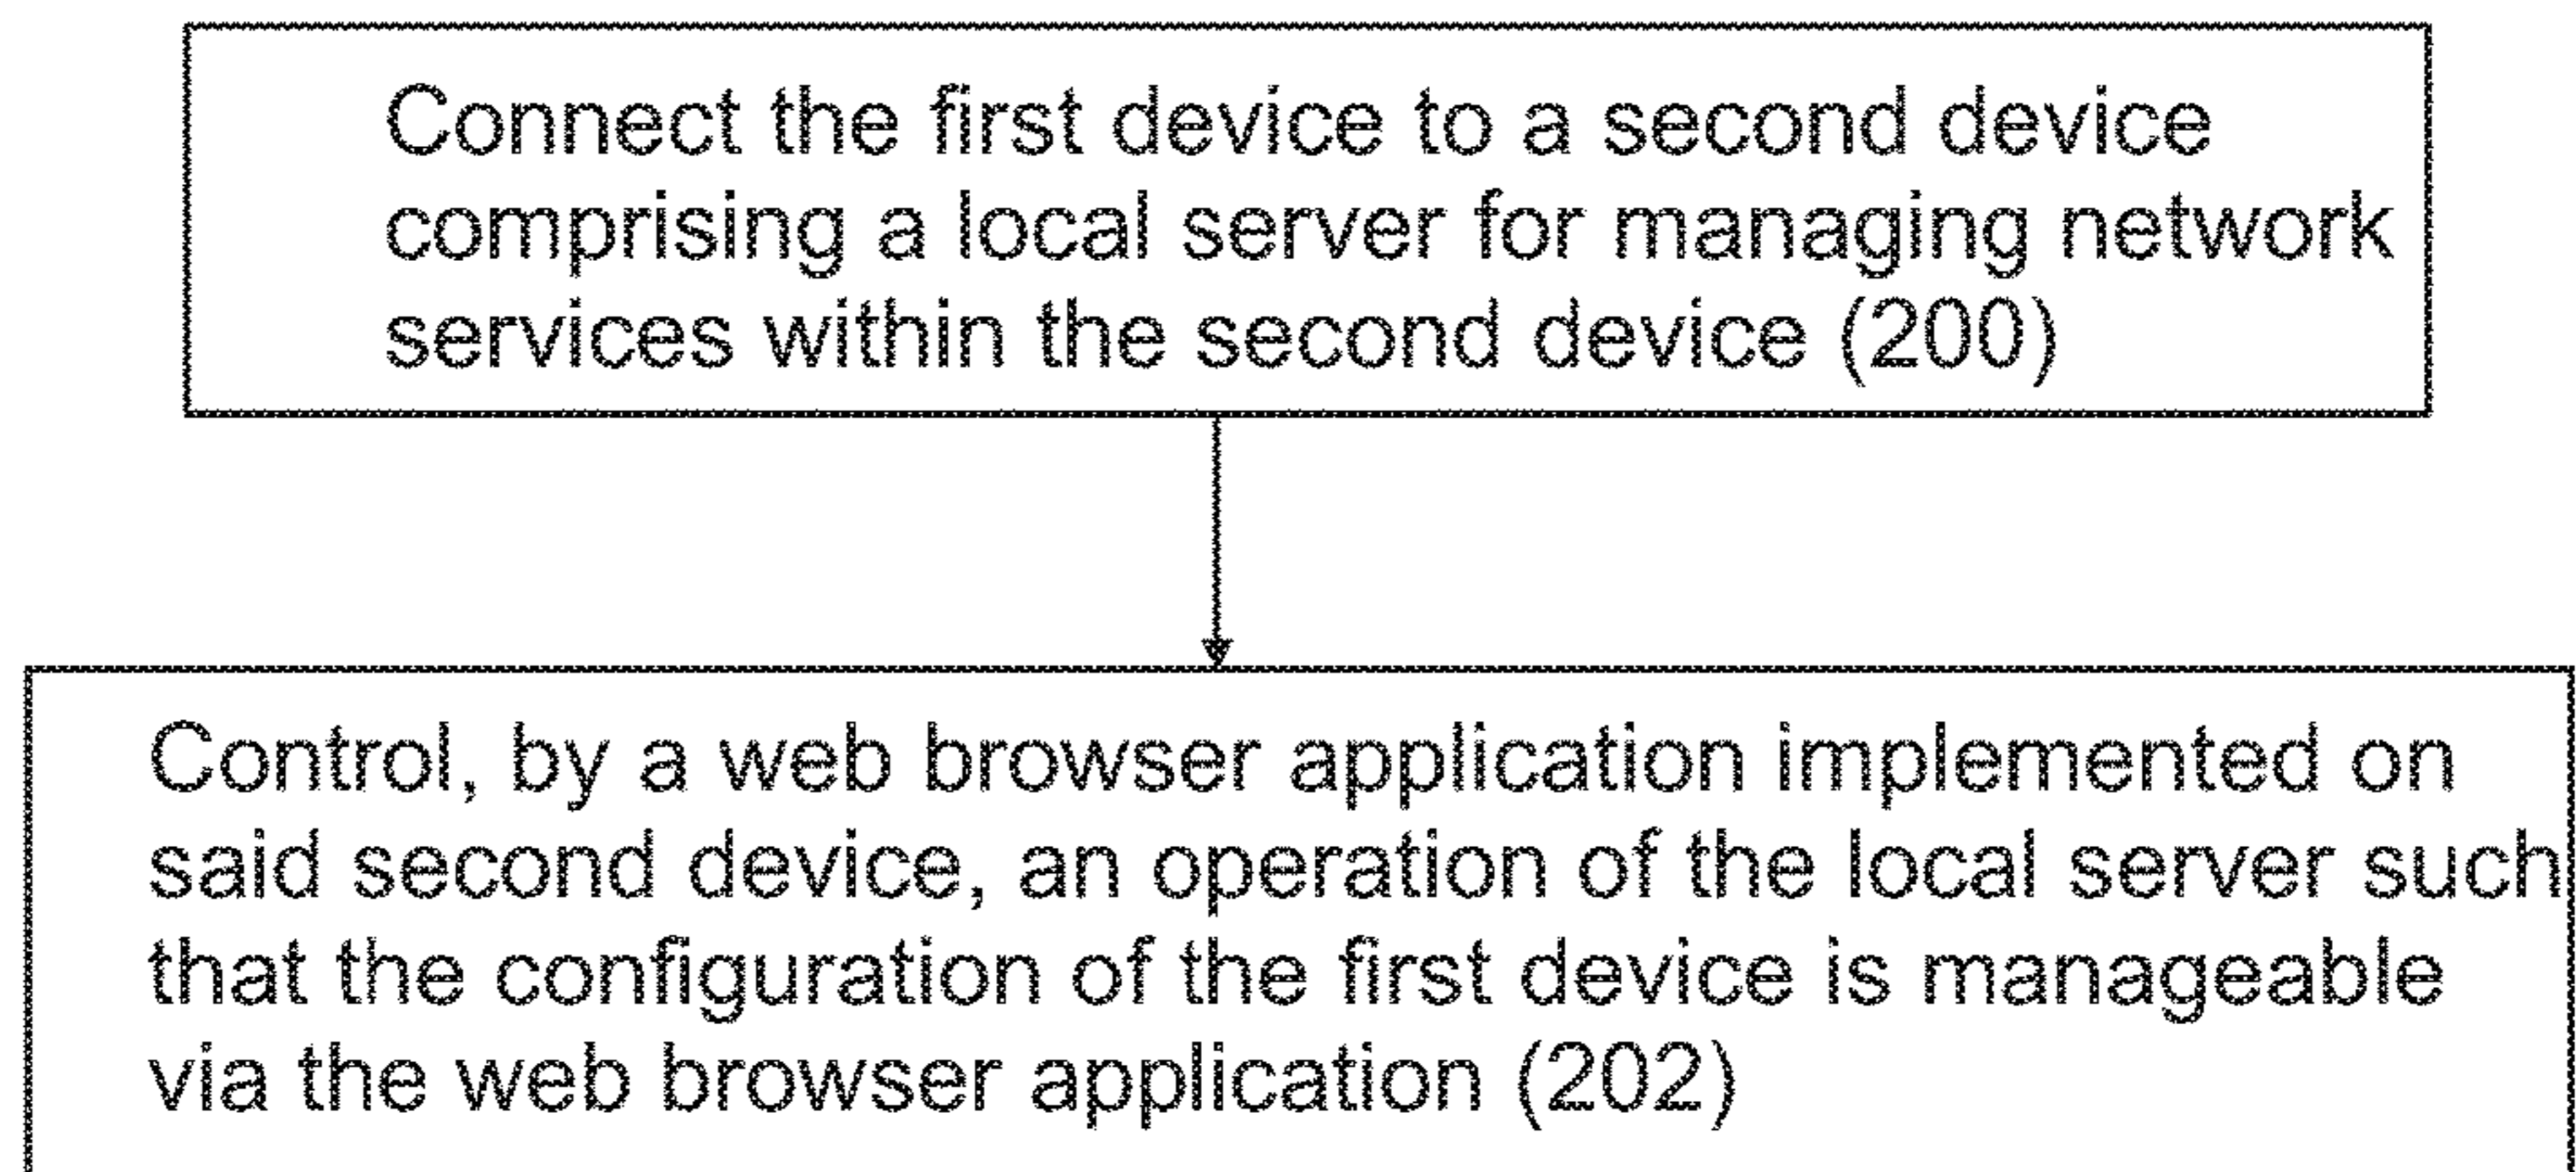 Connect the first device to a second device
comprising a local server for managing network
services within the second device (200)
Control, by a web browser application implemented on
said second device, an operation of the local server such
that the configuration of the first device is manageable
via the web browser application (202)